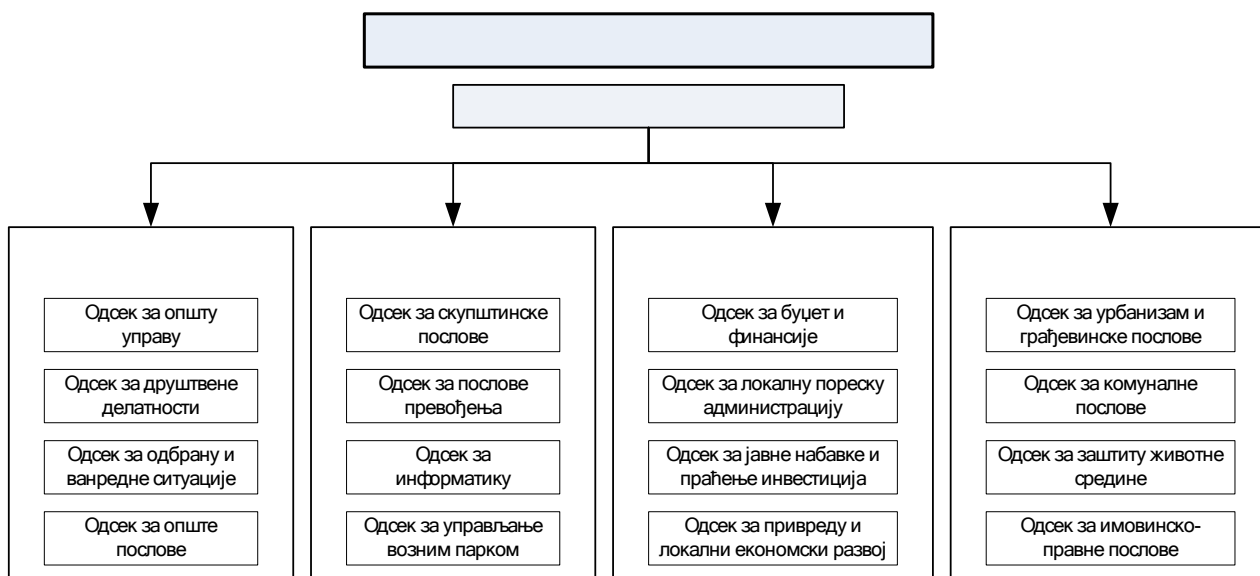 Одсек за општу
управу
Одсек за друштвене
делатности
Одсек за одбрану и
ванредне ситуације
Одсек за опште
послове
Одсек за скупштинске
послове
Одсек за послове
превођења
Одсек за
информатику
Одсек за управљање
возним парком
Одсек за буџет и
финансије
Одсек за локалну пореску
администрацију
Одсек за јавне набавке и
праћење инвестиција
Одсек за привреду и
локални економски развој
Одсек за урбанизам и
грађевинске послове
Одсек за комуналне
послове
Одсек за заштиту животне
средине
Одсек за имовинско-
правне послове